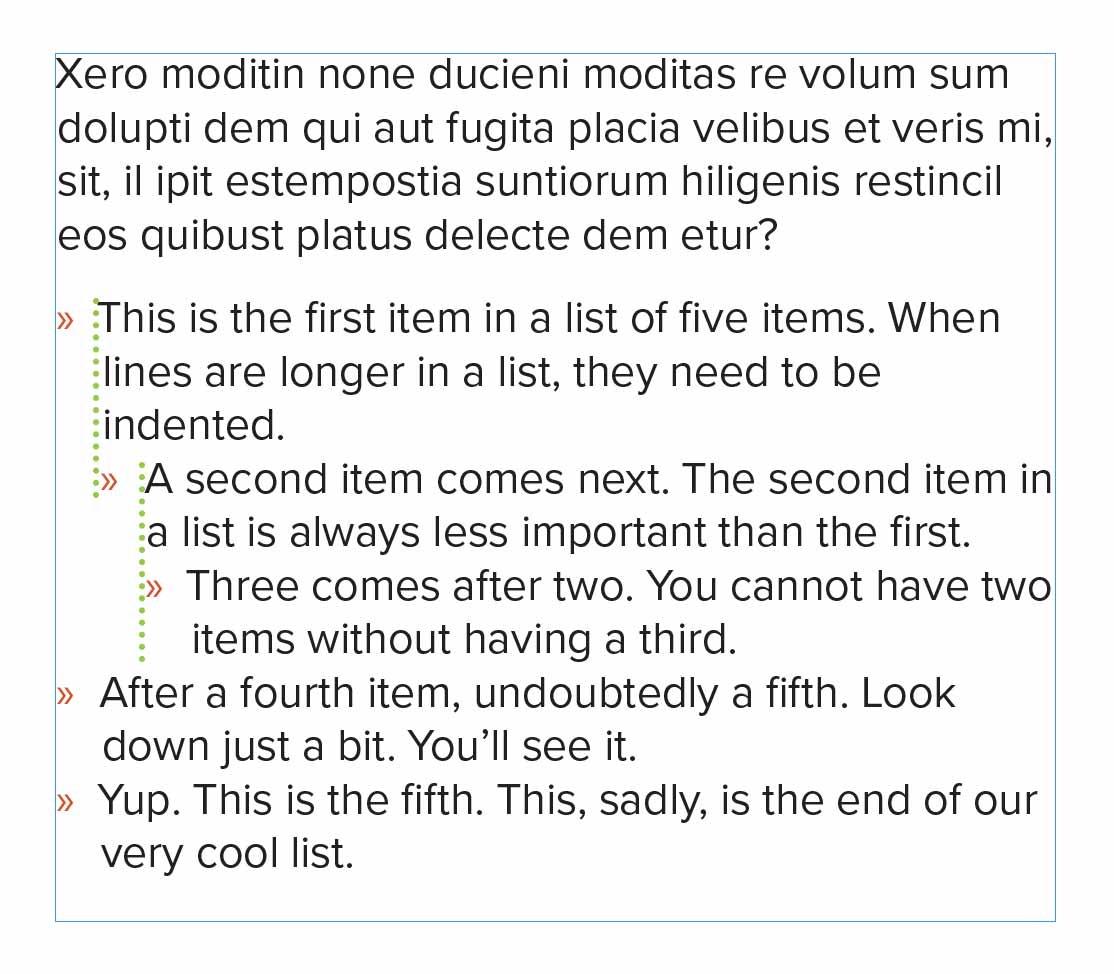 Xero moditin none ducieni moditas re volum sum
dolupti dem qui aut fugita placia velibus et veris mi,
sit, il ipit estempostia suntiorum hiligenis restincil
eos quibust platus delecte dem etur?
» This is the first item in a list of five items. When
lines are longer in a list, they need to be
indented.
» A second item comes next. The second item in
a list is always less important than the first.
» Three comes after two. You cannot have two
items without having a third.
» After a fourth item, undoubtedly a fifth. Look
down just a bit. You’ll see it.
» Yup. This is the fifth. This, sadly, is the end of our
very cool list.